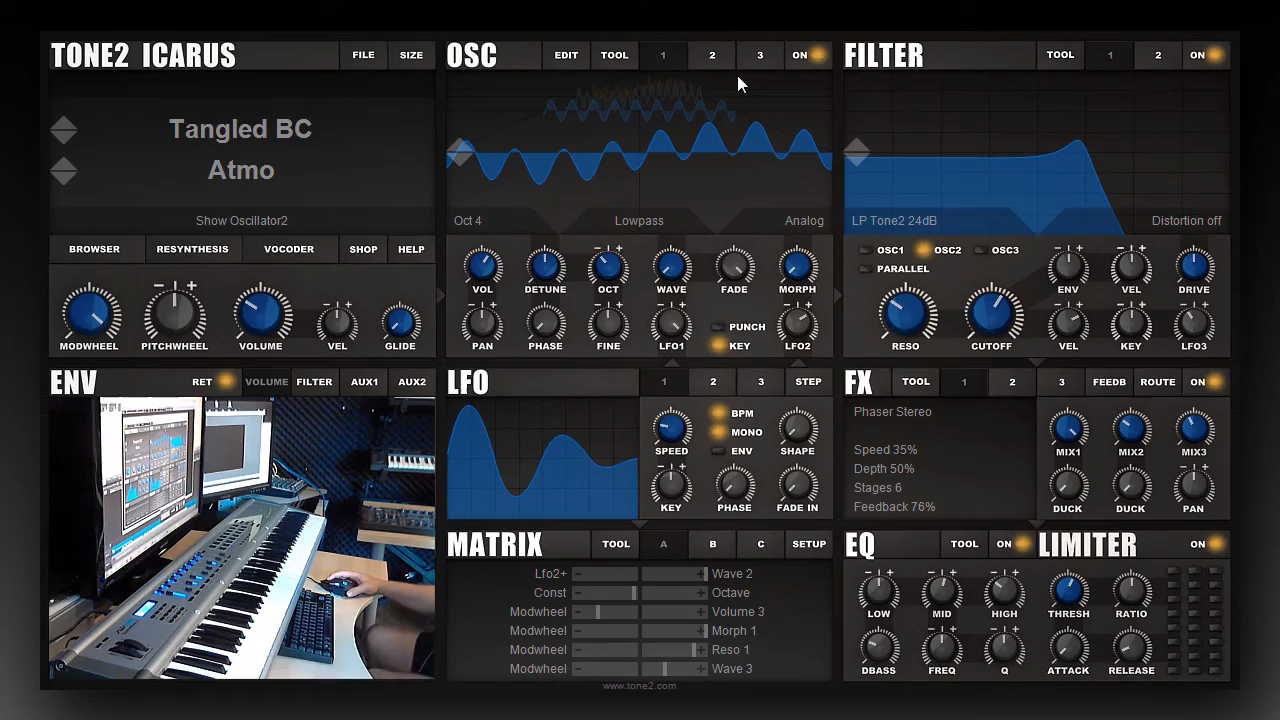 TONE2 ICARUS
FILE
SIZE
Tangled BC
Atmo
Show Oscillator2
BROWSER
RESYNTHESIS
VOCODER
SHOP
HELP
MODWHEEL
PITCHWHEEL
VOLUME
VEL
GLIDE
OSC
EDIT
TOOL
1
2
3
ON
Oct 4
Lowpass
Analog
VOL
DETUNE
OCT
WAVE
FADE
MORPH
PAN
PHASE
FINE
LFO1
PUNCH
KEY
LFO2
FILTER
TOOL
1
2
ON
LP Tone2 24dB
Distortion off
OSC1
OSC2
OSC3
PARALLEL
ENV
VEL
DRIVE
RESO
CUTOFF
VEL
KEY
LFO3
ENV
RET
VOLUME
FILTER
AUX1
AUX2
LFO
1
2
3
STEP
SPEED
BPM
MONO
ENV
SHAPE
KEY
PHASE
FADE IN
FX
TOOL
1
2
3
FEEDB
ROUTE
ON
Phaser Stereo
Speed 35%
Depth 50%
Stages 6
Feedback 76%
MIX1
MIX2
MIX3
DUCK
DUCK
PAN
MATRIX
TOOL
A
B
C
SETUP
Lfo2+ Wave 2
Const Octave
Modwheel Volume 3
Modwheel Morph 1
Modwheel Reso 1
Modwheel Wave 3
www.tone2.com
EQ
TOOL
ON
LOW
MID
HIGH
DBASS
FREQ
Q
LIMITER
ON
THRESH
RATIO
ATTACK
RELEASE